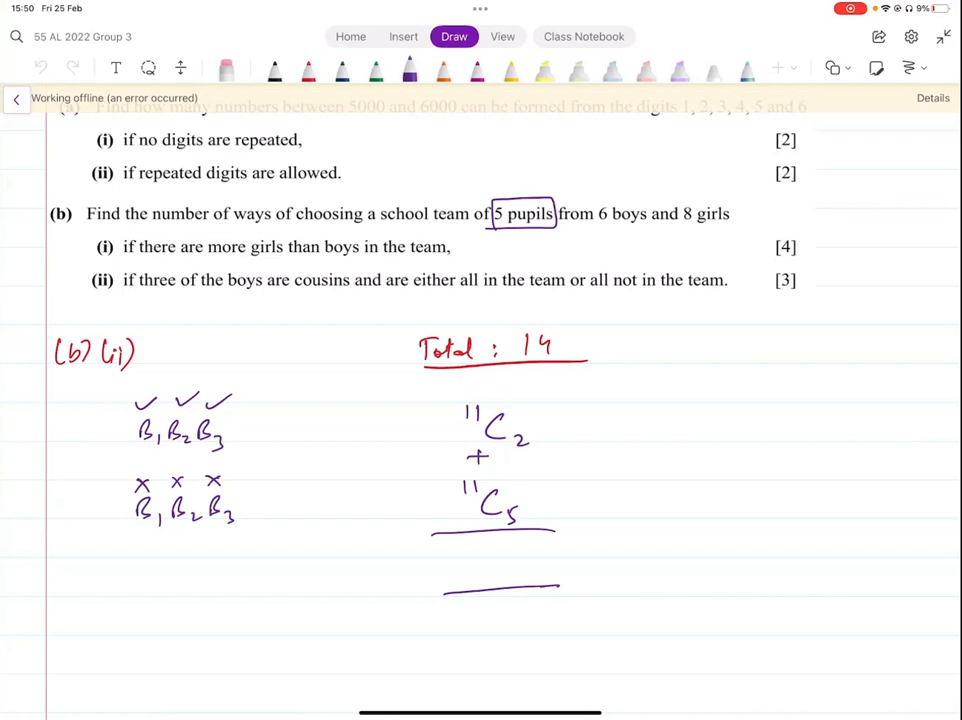 15:50 Fri 25 Feb
9%
55 AL 2022 Group 3
Home Insert Draw View Class Notebook
Working offline (an error occurred)
Details
(a) Find how many numbers between 5000 and 6000 can be formed from the digits 1, 2, 3, 4, 5 and 6
(i) if no digits are repeated, [2]
(ii) if repeated digits are allowed. [2]
(b) Find the number of ways of choosing a school team of 5 pupils from 6 boys and 8 girls
(i) if there are more girls than boys in the team, [4]
(ii) if three of the boys are cousins and are either all in the team or all not in the team. [3]
(b) (ii) Total : 14
✓ ✓ ✓
B₁ B₂ B₃ ¹¹C₂
+
x x x
B₁ B₂ B₃ ¹¹C₅